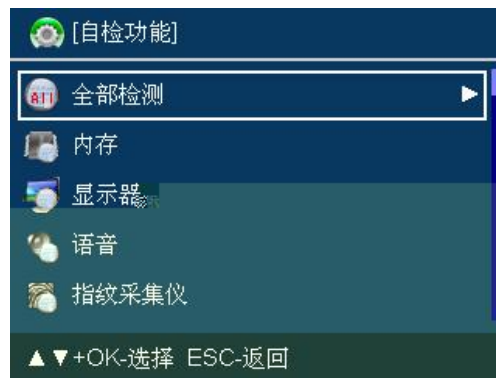 [自检功能]
All 全部检测
内存
显示器
语音
指纹采集仪
▲▼+OK-选择 ESC-返回